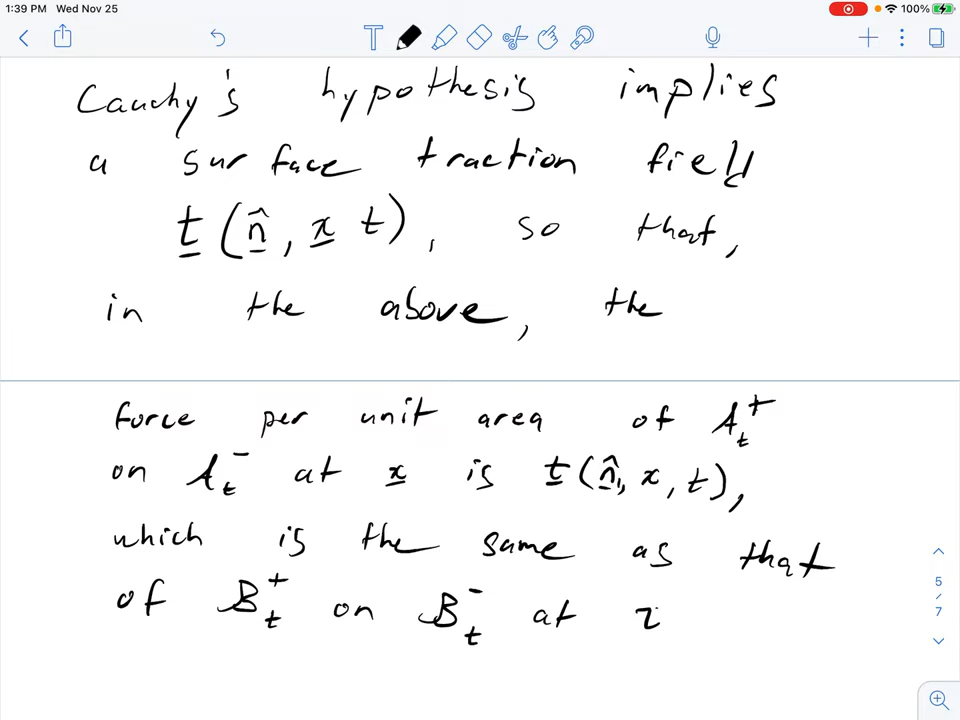 1:39 PM Wed Nov 25
100%
Cauchy's hypothesis implies
a surface traction field
t (n̂, x t), so that,
in the above, the
force per unit area of A_t^+
on A_t^- at x is t(n̂, x, t),
which is the same as that
of B_t^+ on B_t^- at
5
/
7